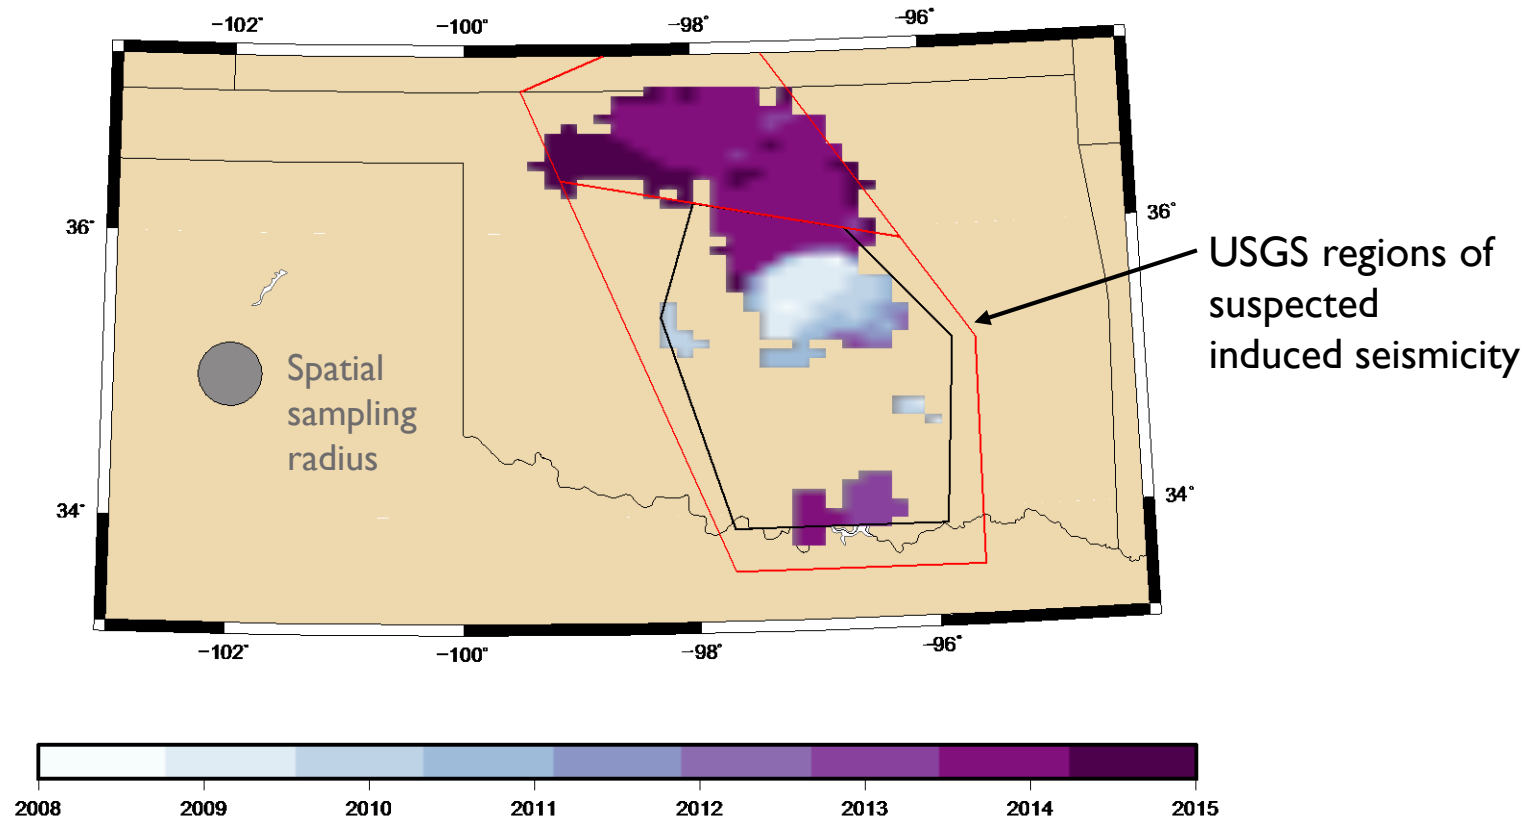 −102° −100° −98° −96°
36° 36°
USGS regions of
suspected
induced seismicity
Spatial
sampling
radius
34° 34°
−102° −100° −98° −96°
2008 2009 2010 2011 2012 2013 2014 2015